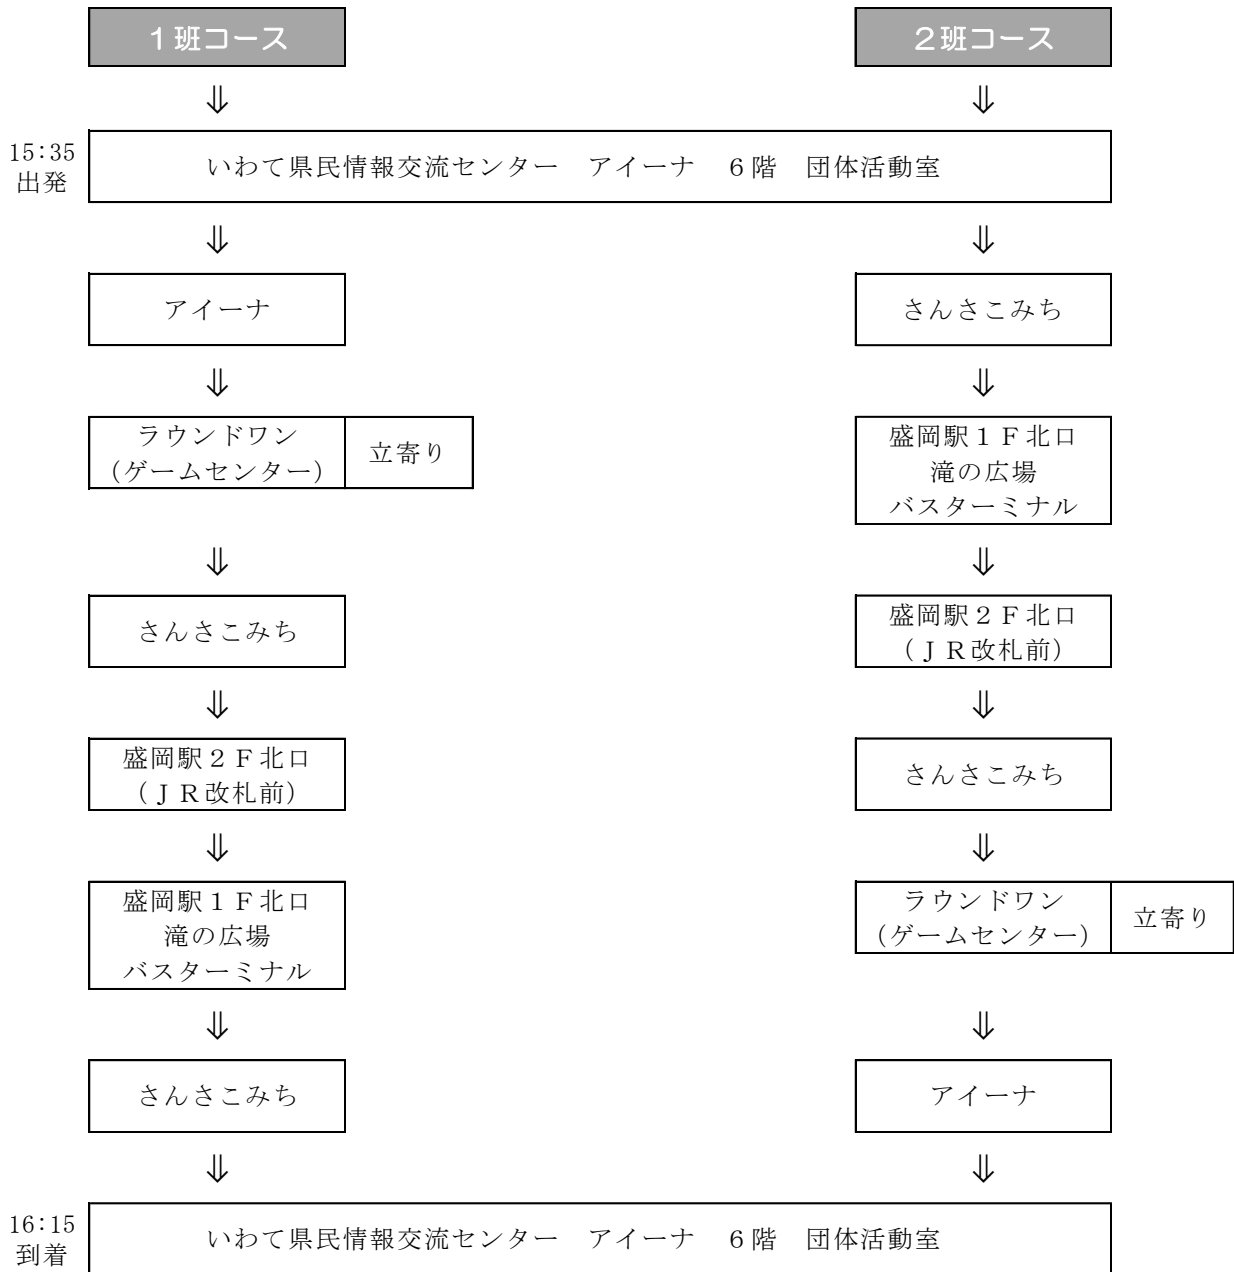 １班コース
２班コース
⇓
⇓
15:35
出発
いわて県民情報交流センター　アイーナ　６階　団体活動室
⇓
⇓
アイーナ
さんさこみち
⇓
⇓
ラウンドワン
(ゲームセンター)
立寄り
盛岡駅１Ｆ北口
滝の広場
バスターミナル
⇓
⇓
さんさこみち
盛岡駅２Ｆ北口
（ＪＲ改札前）
⇓
⇓
盛岡駅２Ｆ北口
（ＪＲ改札前）
さんさこみち
⇓
⇓
盛岡駅１Ｆ北口
滝の広場
バスターミナル
ラウンドワン
(ゲームセンター)
立寄り
⇓
⇓
さんさこみち
アイーナ
⇓
⇓
16:15
到着
いわて県民情報交流センター　アイーナ　６階　団体活動室